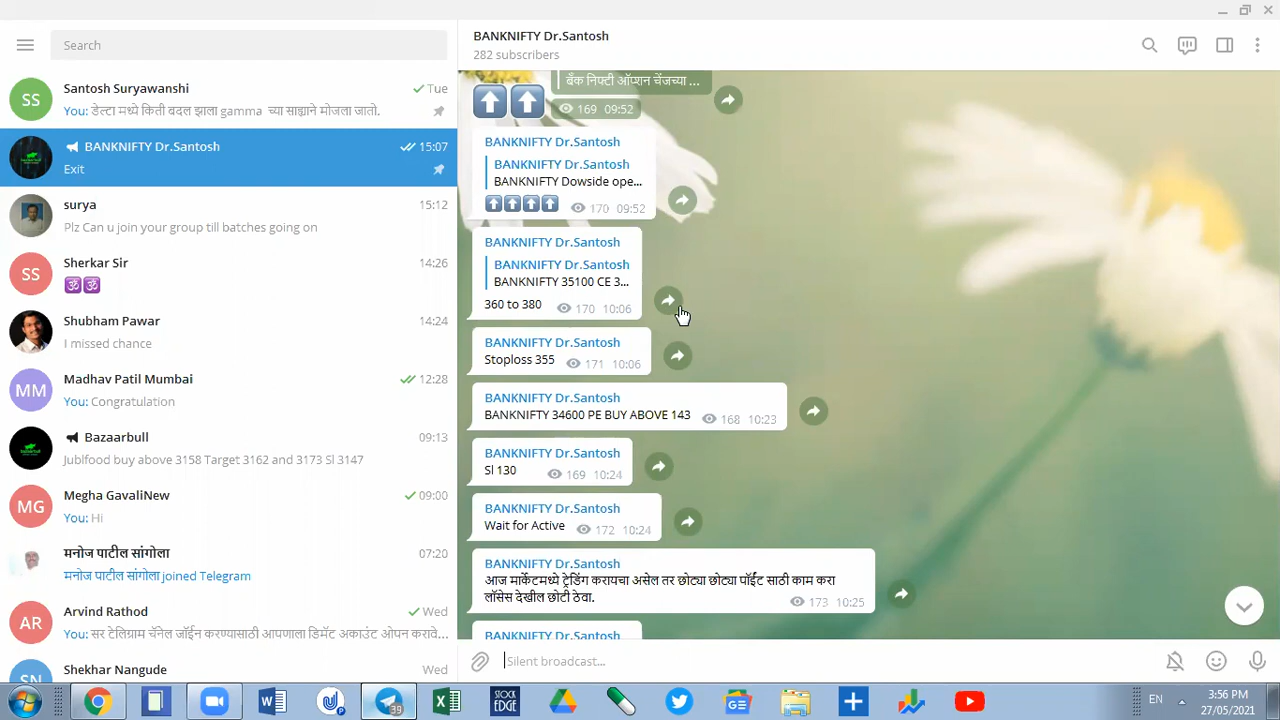 Search
Santosh Suryawanshi
Tue
You: डेल्टा मध्ये किती बदल झाला gamma च्या साह्याने मोजला जातो.
BANKNIFTY Dr.Santosh
15:07
Exit
surya
15:12
Plz Can u join your group till batches going on
SS
Sherkar Sir
14:26
Shubham Pawar
14:24
I missed chance
MM
Madhav Patil Mumbai
12:28
You: Congratulation
Bazaarbull
09:13
Jublfood buy above 3158 Target 3162 and 3173 Sl 3147
MG
Megha GavaliNew
09:00
You: Hi
मनोज पाटील सांगोला
07:20
मनोज पाटील सांगोला joined Telegram
AR
Arvind Rathod
Wed
You: सर टेलिग्राम चॅनेल जॉईन करण्यासाठी आपणाला डिमॅट अकाउंट ओपन करावे...
SN
Shekhar Nangude
Wed
SS
BANKNIFTY Dr.Santosh
282 subscribers
बँक निफ्टी ऑप्शन चेंजच्या ...
169 09:52
BANKNIFTY Dr.Santosh
BANKNIFTY Dr.Santosh
BANKNIFTY Dowside ope...
170 09:52
BANKNIFTY Dr.Santosh
BANKNIFTY Dr.Santosh
BANKNIFTY 35100 CE 3...
360 to 380 170 10:06
BANKNIFTY Dr.Santosh
Stoploss 355 171 10:06
BANKNIFTY Dr.Santosh
BANKNIFTY 34600 PE BUY ABOVE 143 168 10:23
BANKNIFTY Dr.Santosh
Sl 130 169 10:24
BANKNIFTY Dr.Santosh
Wait for Active 172 10:24
BANKNIFTY Dr.Santosh
आज मार्केटमध्ये ट्रेडिंग करायचा असेल तर छोट्या छोट्या पॉईंट साठी काम करा
लॉसेस देखील छोटी ठेवा. 173 10:25
BANKNIFTY Dr.Santosh
Silent broadcast...
39
STOCK EDGE
EN
3:56 PM
27/05/2021